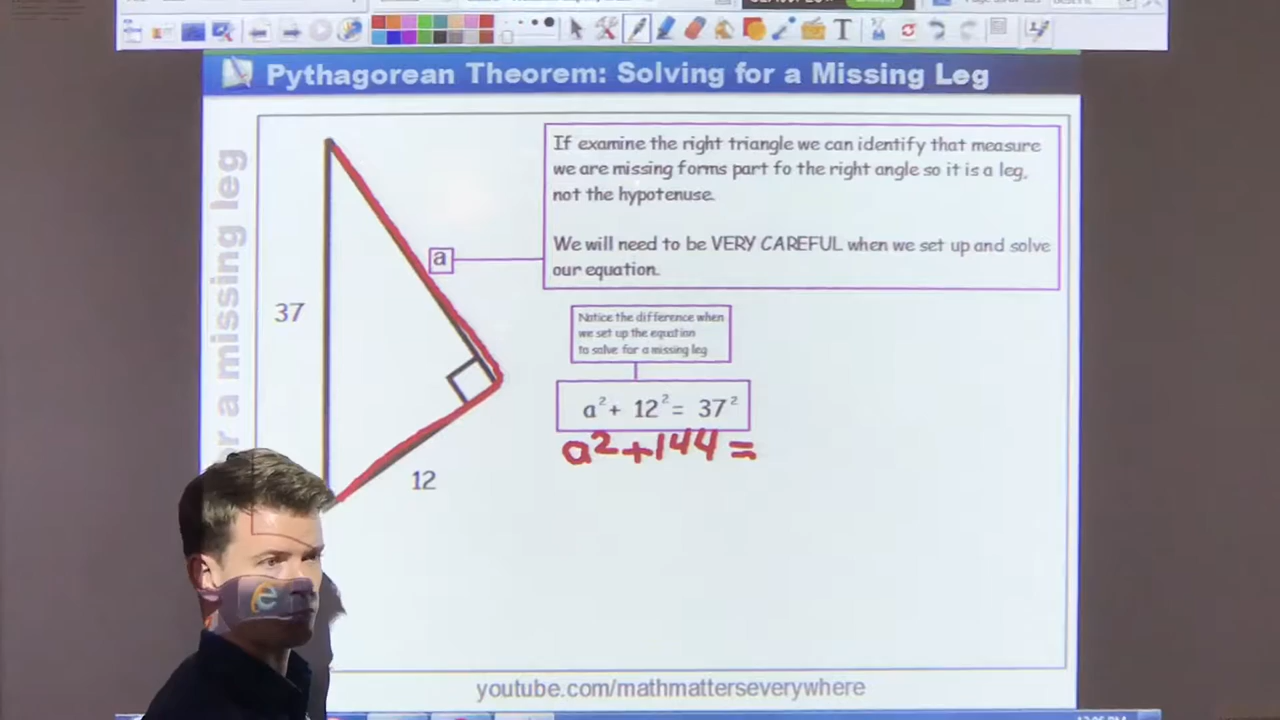 Pythagorean Theorem: Solving for a Missing Leg
or a missing leg
If examine the right triangle we can identify that measure
we are missing forms part fo the right angle so it is a leg,
not the hypotenuse.
We will need to be VERY CAREFUL when we set up and solve
our equation.
a
37
12
Notice the difference when
we set up the equation
to solve for a missing leg
a² + 12² = 37²
a²+144=
youtube.com/mathmatterseverywhere